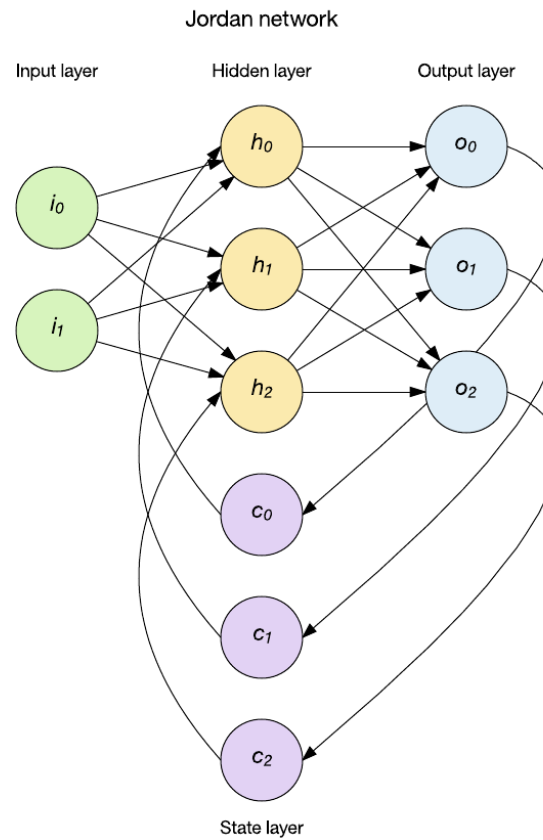 Jordan network
Input layer
Hidden layer
Output layer
h0
o0
i0
h1
o1
i1
h2
o2
c0
c1
c2
State layer